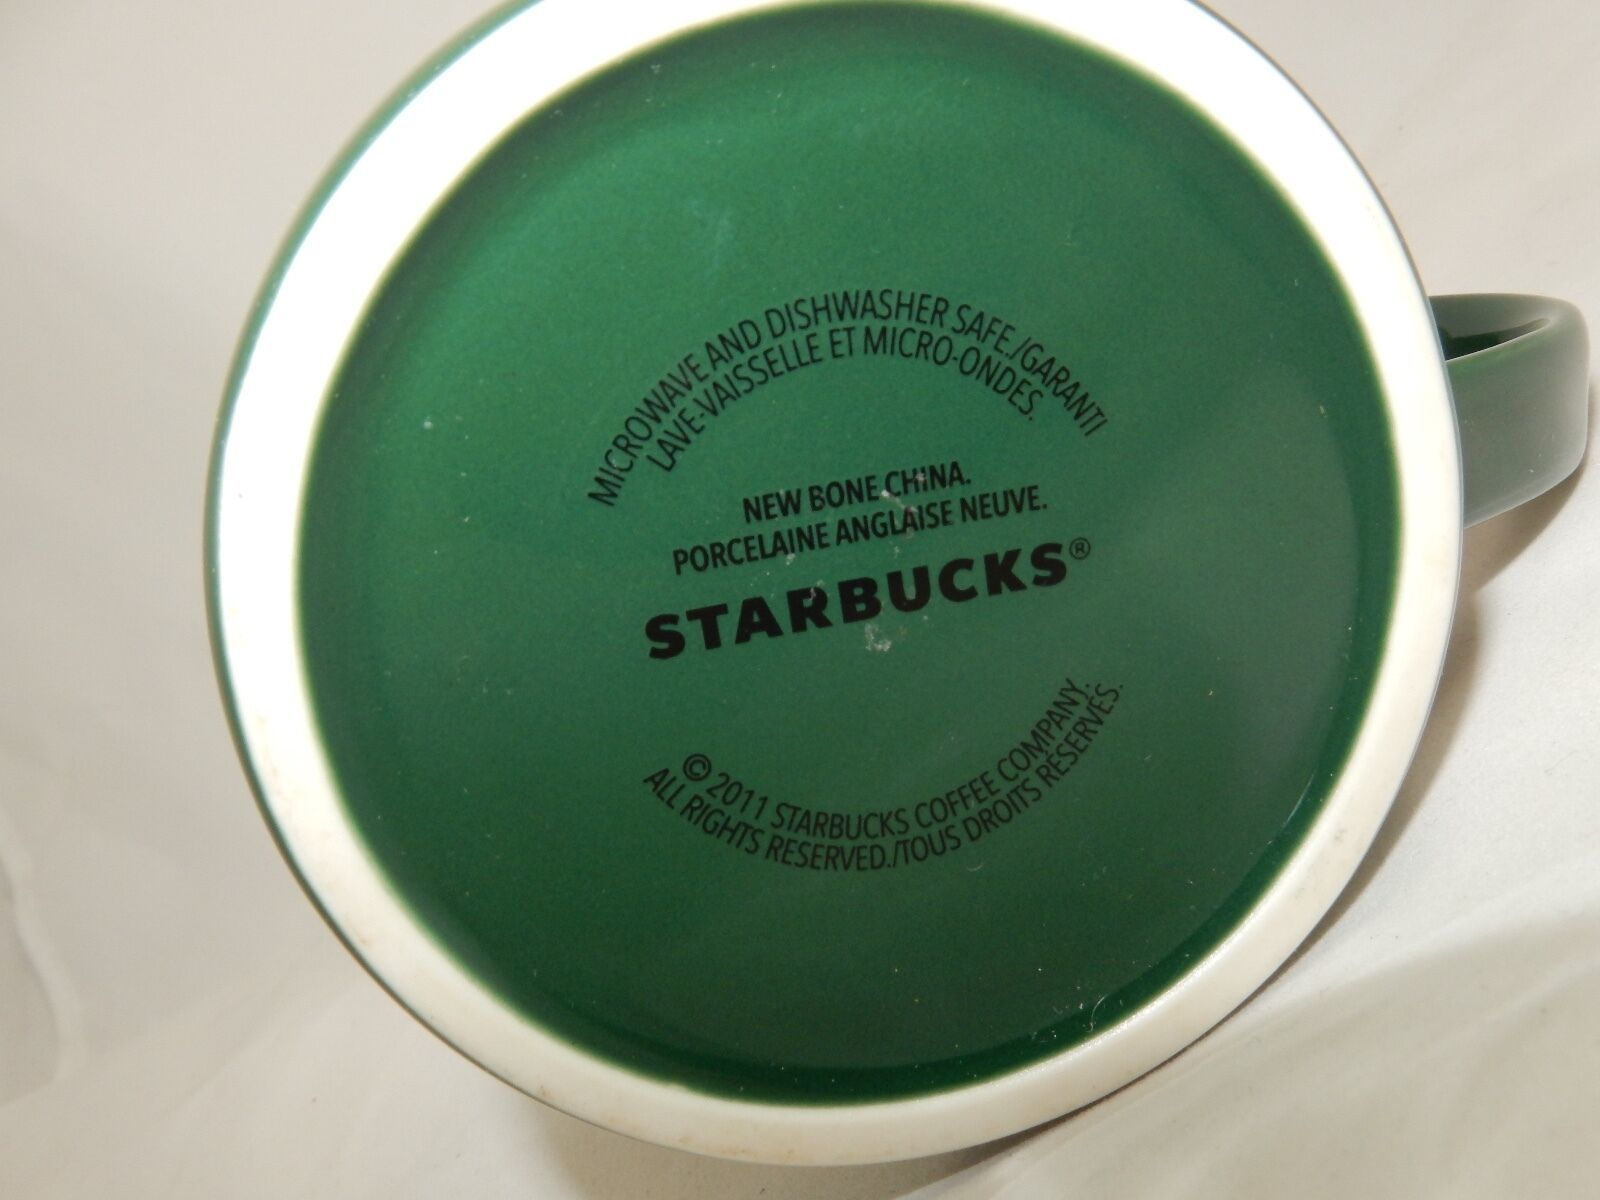 MICROWAVE AND DISHWASHER SAFE./GARANTI
LAVE-VAISSELLE ET MICRO-ONDES.
NEW BONE CHINA.
PORCELAINE ANGLAISE NEUVE.
STARBUCKS®
© 2011 STARBUCKS COFFEE COMPANY.
ALL RIGHTS RESERVED./TOUS DROITS RÉSERVÉS.